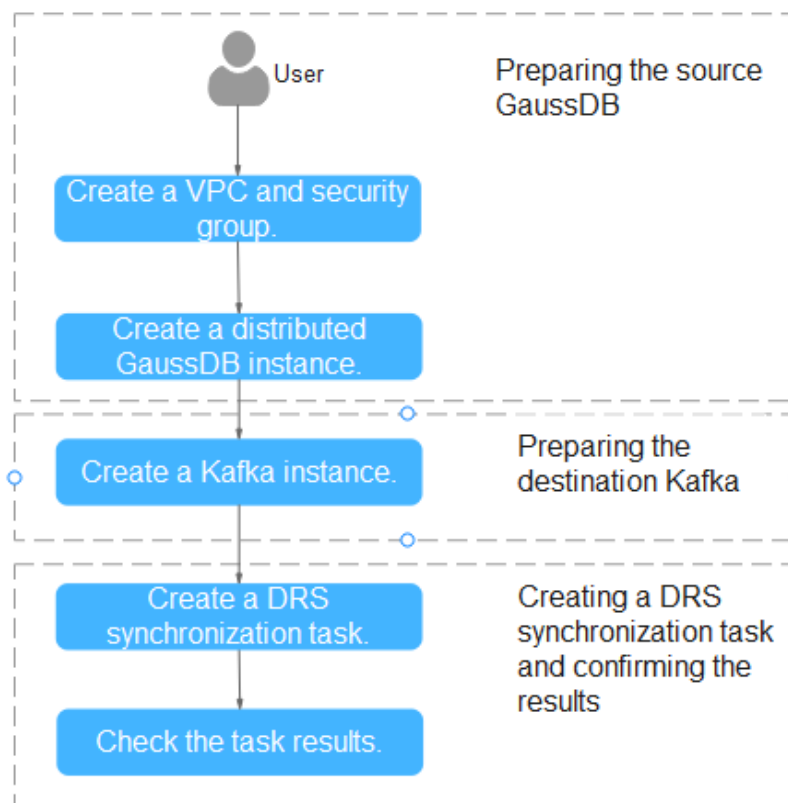 User
Preparing the source
GaussDB
Create a VPC and security
group.
Create a distributed
GaussDB instance.
Create a Kafka instance.
Preparing the
destination Kafka
Create a DRS
synchronization task.
Creating a DRS
synchronization task
and confirming the
results
Check the task results.